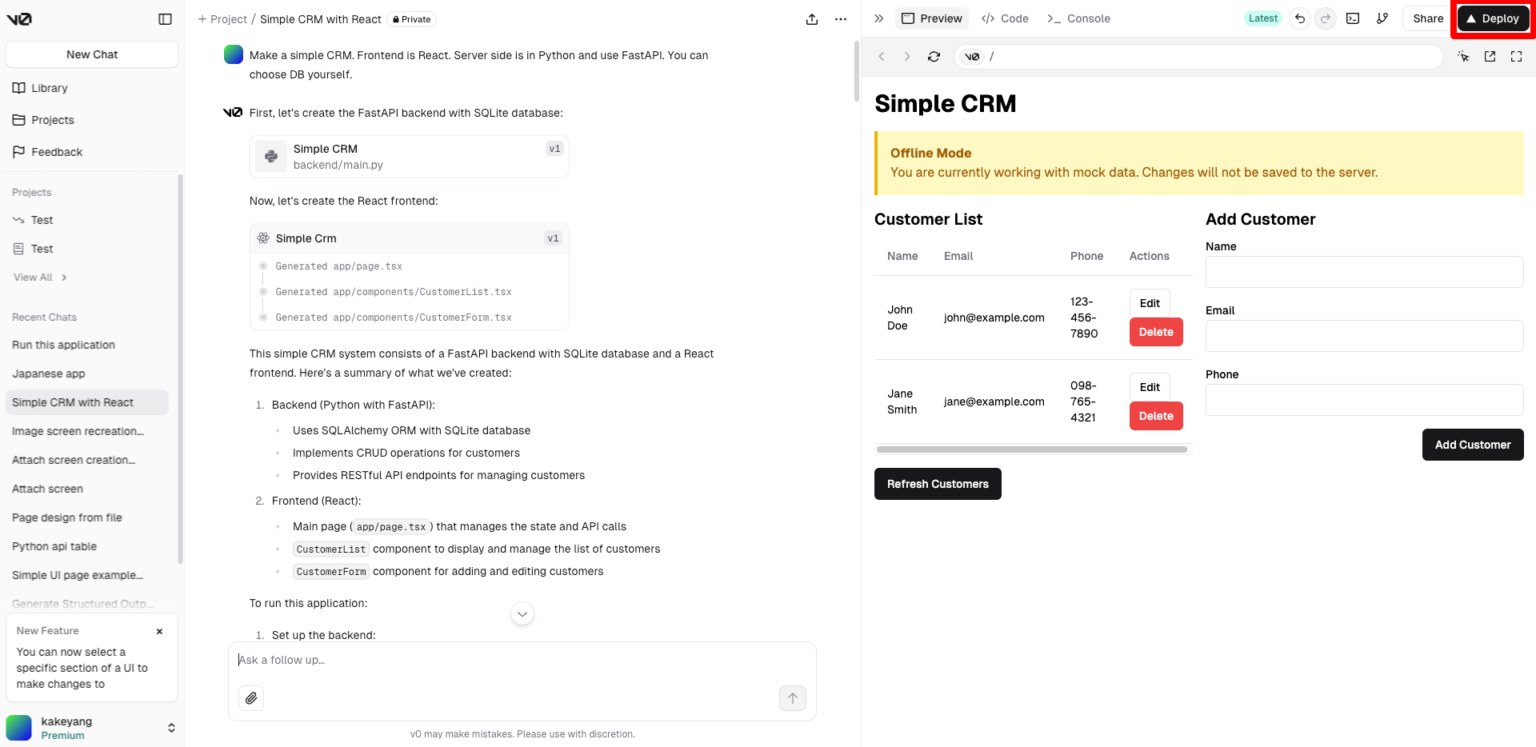 v0
New Chat
Library
Projects
Feedback
Projects
Test
Test
View All
Recent Chats
Run this application
Japanese app
Simple CRM with React
Image screen recreation...
Attach screen creation...
Attach screen
Page design from file
Python api table
Simple UI page example...
Generate Structured Outp...
New Feature
×
You can now select a
specific section of a UI to
make changes to
kakeyang
Premium
+ Project / Simple CRM with React Private
Make a simple CRM. Frontend is React. Server side is in Python and use FastAPI. You can
choose DB yourself.
v0 First, let's create the FastAPI backend with SQLite database:
Simple CRM v1
backend/main.py
Now, let's create the React frontend:
Simple Crm v1
Generated app/page.tsx
Generated app/components/CustomerList.tsx
Generated app/components/CustomerForm.tsx
This simple CRM system consists of a FastAPI backend with SQLite database and a React
frontend. Here's a summary of what we've created:
1. Backend (Python with FastAPI):
Uses SQLAlchemy ORM with SQLite database
Implements CRUD operations for customers
Provides RESTful API endpoints for managing customers
2. Frontend (React):
Main page (app/page.tsx) that manages the state and API calls
CustomerList component to display and manage the list of customers
CustomerForm component for adding and editing customers
To run this application:
1. Set up the backend:
Ask a follow up...
v0 may make mistakes. Please use with discretion.
Preview
Code
Console
Latest
Share
Deploy
v0 /
Simple CRM
Offline Mode
You are currently working with mock data. Changes will not be saved to the server.
Customer List
Name Email Phone Actions
John
Doe
john@example.com
123-
456-
7890
Edit
Delete
Jane
Smith
jane@example.com
098-
765-
4321
Edit
Delete
Refresh Customers
Add Customer
Name
Email
Phone
Add Customer